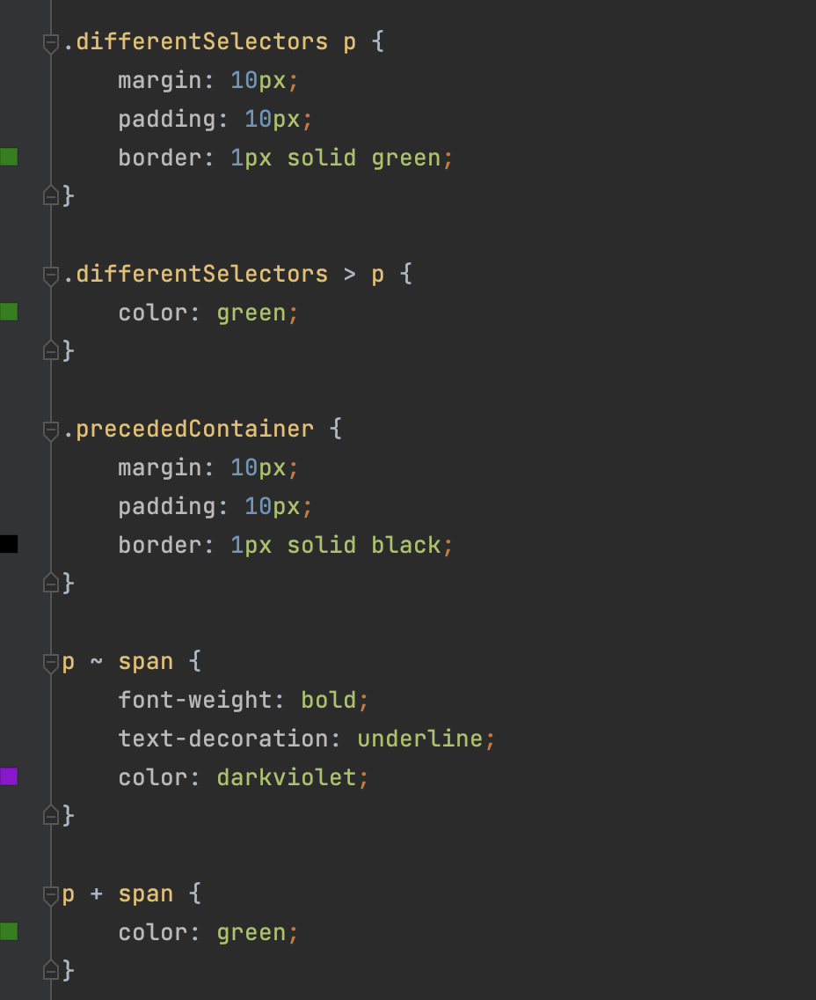 .differentSelectors p {
    margin: 10px;
    padding: 10px;
    border: 1px solid green;
}

.differentSelectors > p {
    color: green;
}

.precededContainer {
    margin: 10px;
    padding: 10px;
    border: 1px solid black;
}

p ~ span {
    font-weight: bold;
    text-decoration: underline;
    color: darkviolet;
}

p + span {
    color: green;
}